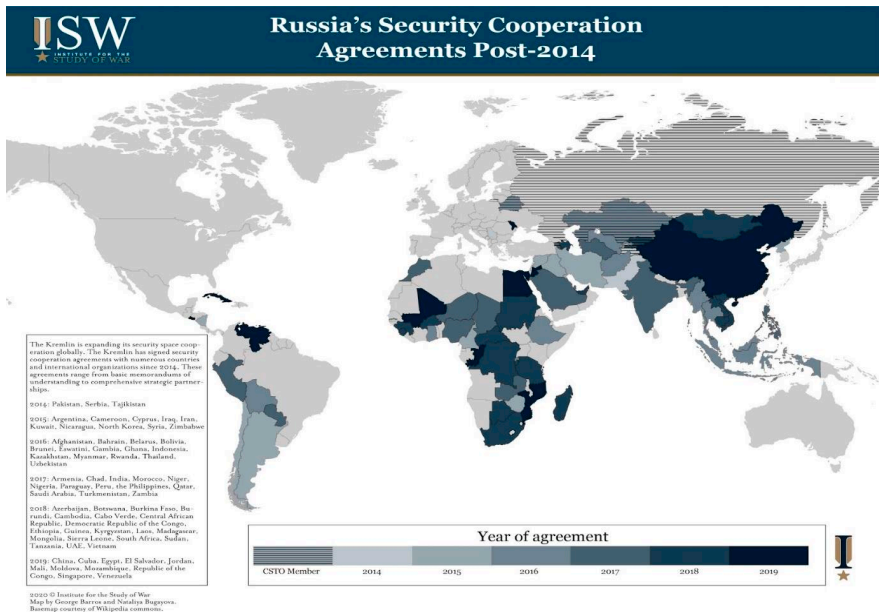 ISW
INSTITUTE FOR THE
STUDY OF WAR
Russia's Security Cooperation
Agreements Post-2014
The Kremlin is expanding its security space coop-
eration globally. The Kremlin has signed security
cooperation agreements with numerous countries
and international organizations since 2014. These
agreements range from basic memorandums of
understanding to comprehensive strategic partner-
ships.
2014: Pakistan, Serbia, Tajikistan
2015: Argentina, Cameroon, Cyprus, Iraq, Iran,
Kuwait, Nicaragua, North Korea, Syria, Zimbabwe
2016: Afghanistan, Bahrain, Belarus, Bolivia,
Brunei, Eswatini, Gambia, Ghana, Indonesia,
Kazakhstan, Myanmar, Rwanda, Thailand,
Uzbekistan
2017: Armenia, Chad, India, Morocco, Niger,
Nigeria, Paraguay, Peru, the Philippines, Qatar,
Saudi Arabia, Turkmenistan, Zambia
2018: Azerbaijan, Botswana, Burkina Faso, Bu-
rundi, Cambodia, Cabo Verde, Central African
Republic, Democratic Republic of the Congo,
Ethiopia, Guinea, Kyrgyzstan, Laos, Madagascar,
Mongolia, Sierra Leone, South Africa, Sudan,
Tanzania, UAE, Vietnam
2019: China, Cuba, Egypt, El Salvador, Jordan,
Mali, Moldova, Mozambique, Republic of the
Congo, Singapore, Venezuela
2020 © Institute for the Study of War
Map by George Barros and Nataliya Bugayova.
Basemap courtesy of Wikipedia commons.
Year of agreement
CSTO Member 2014 2015 2016 2017 2018 2019